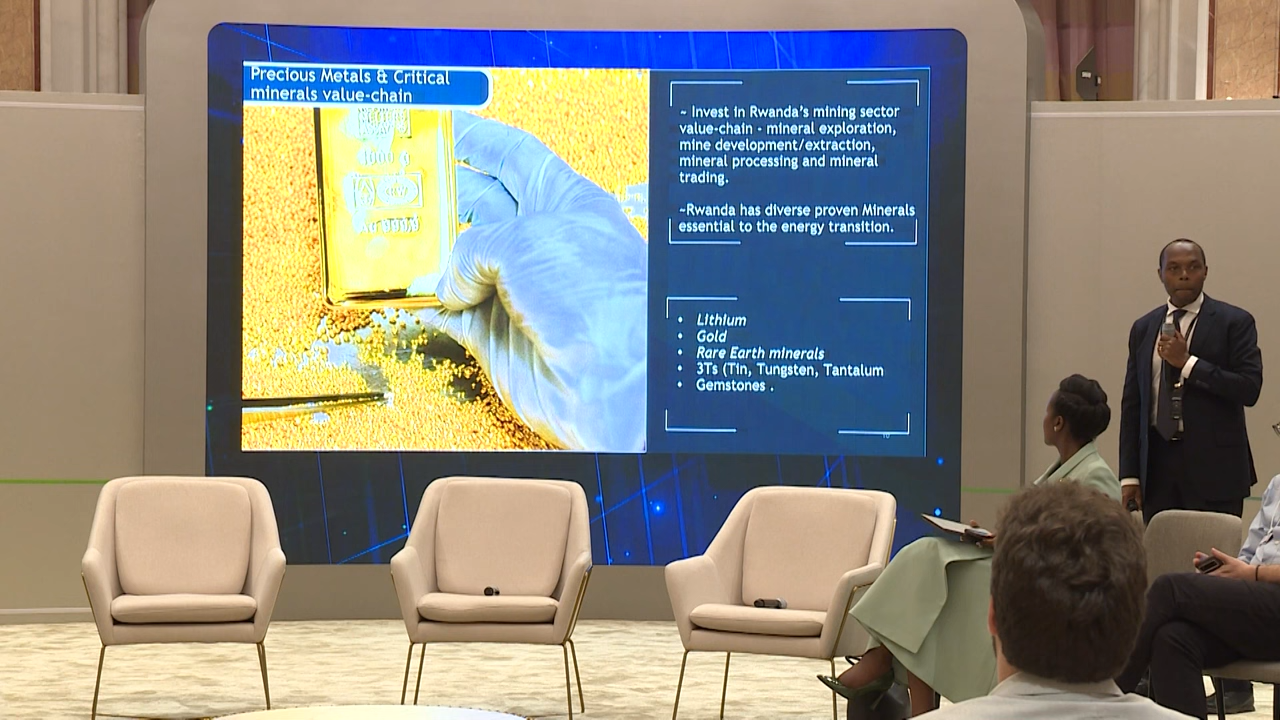 Precious Metals & Critical
minerals value-chain
~ Invest in Rwanda's mining sector
value-chain - mineral exploration,
mine development/extraction,
mineral processing and mineral
trading.
~Rwanda has diverse proven Minerals
essential to the energy transition.
• Lithium
• Gold
• Rare Earth minerals
• 3Ts (Tin, Tungsten, Tantalum
• Gemstones .